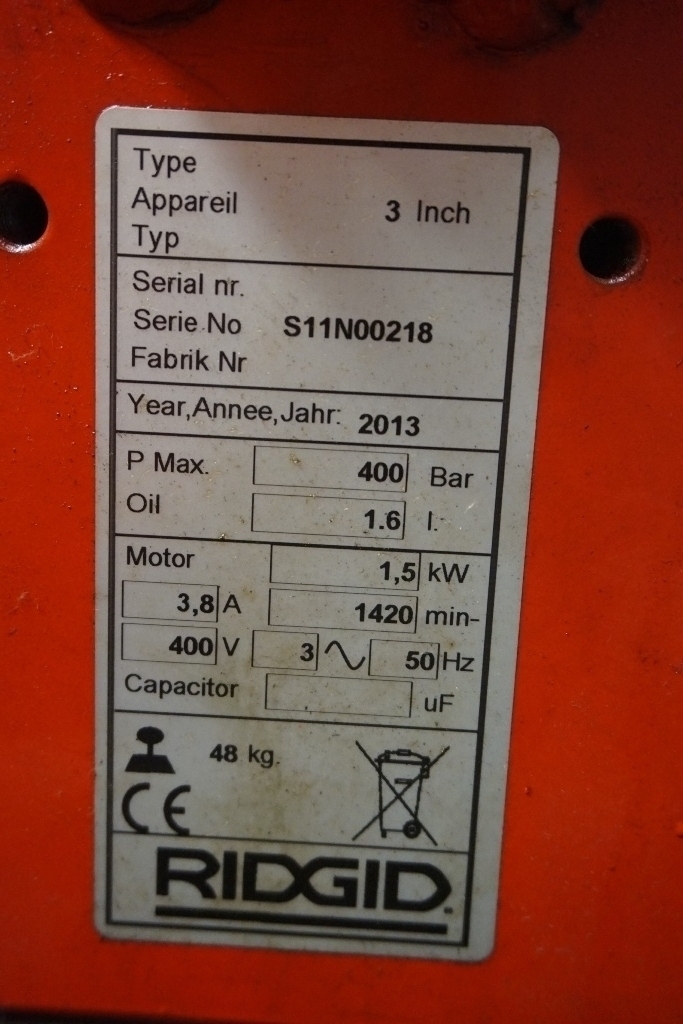 Type
Appareil 3 Inch
Typ
Serial nr.
Serie.No S11N00218
Fabrik Nr
Year,Annee,Jahr: 2013
P Max. 400 Bar
Oil 1.6 l.
Motor 1,5 kW
3,8 A 1420 min-
400 V 3 50 Hz
Capacitor uF
48 kg.
CE
RIDGID